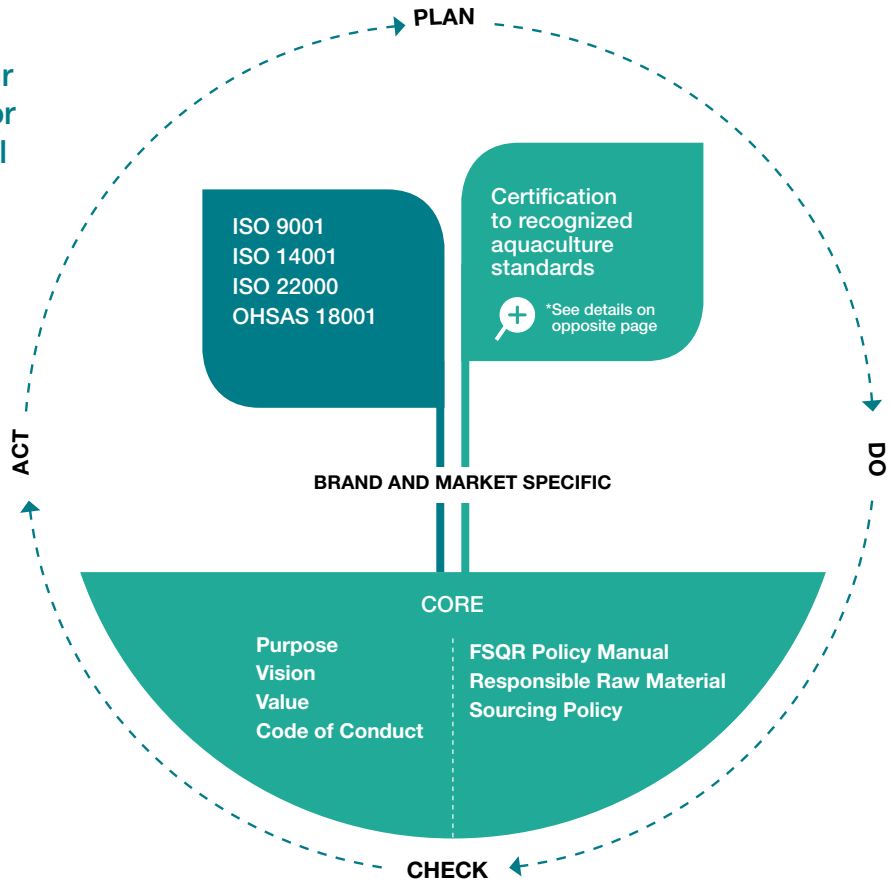 PLAN
ISO 9001
ISO 14001
ISO 22000
OHSAS 18001
Certification
to recognized
aquaculture
standards
*See details on
opposite page
ACT
DO
BRAND AND MARKET SPECIFIC
CORE
Purpose
Vision
Value
Code of Conduct
FSQR Policy Manual
Responsible Raw Material
Sourcing Policy
CHECK